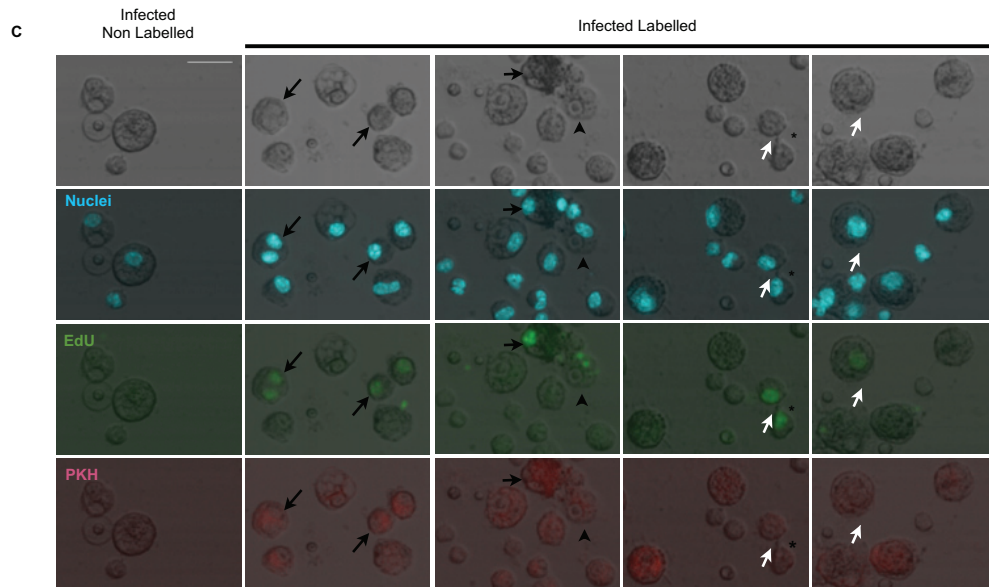 C
Infected
Non Labelled
Infected Labelled
Nuclei
EdU
PKH
*
*
*
*